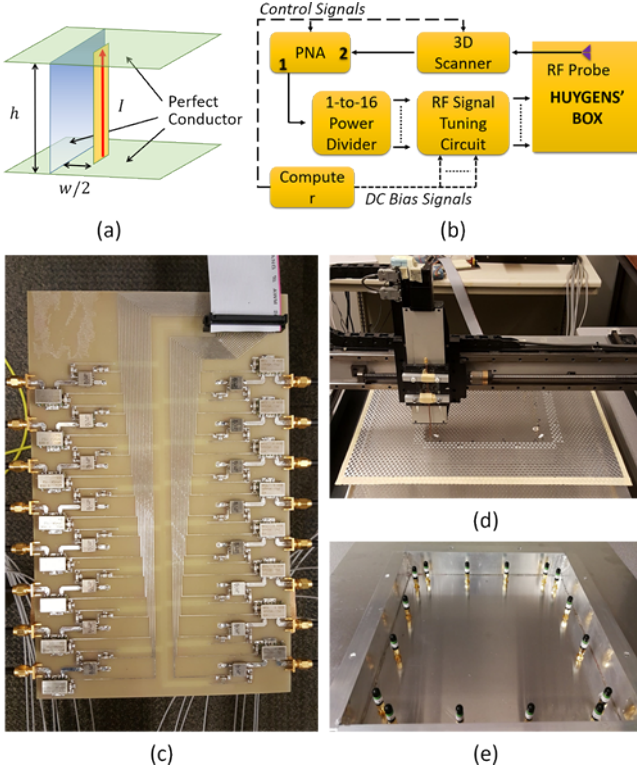 h
I
Perfect
Conductor
w/2
(a)
Control Signals
PNA
1
2
3D
Scanner
RF Probe
HUYGENS’
BOX
1-to-16
Power
Divider
RF Signal
Tuning
Circuit
Compute
r
DC Bias Signals
(b)
(c)
(d)
(e)